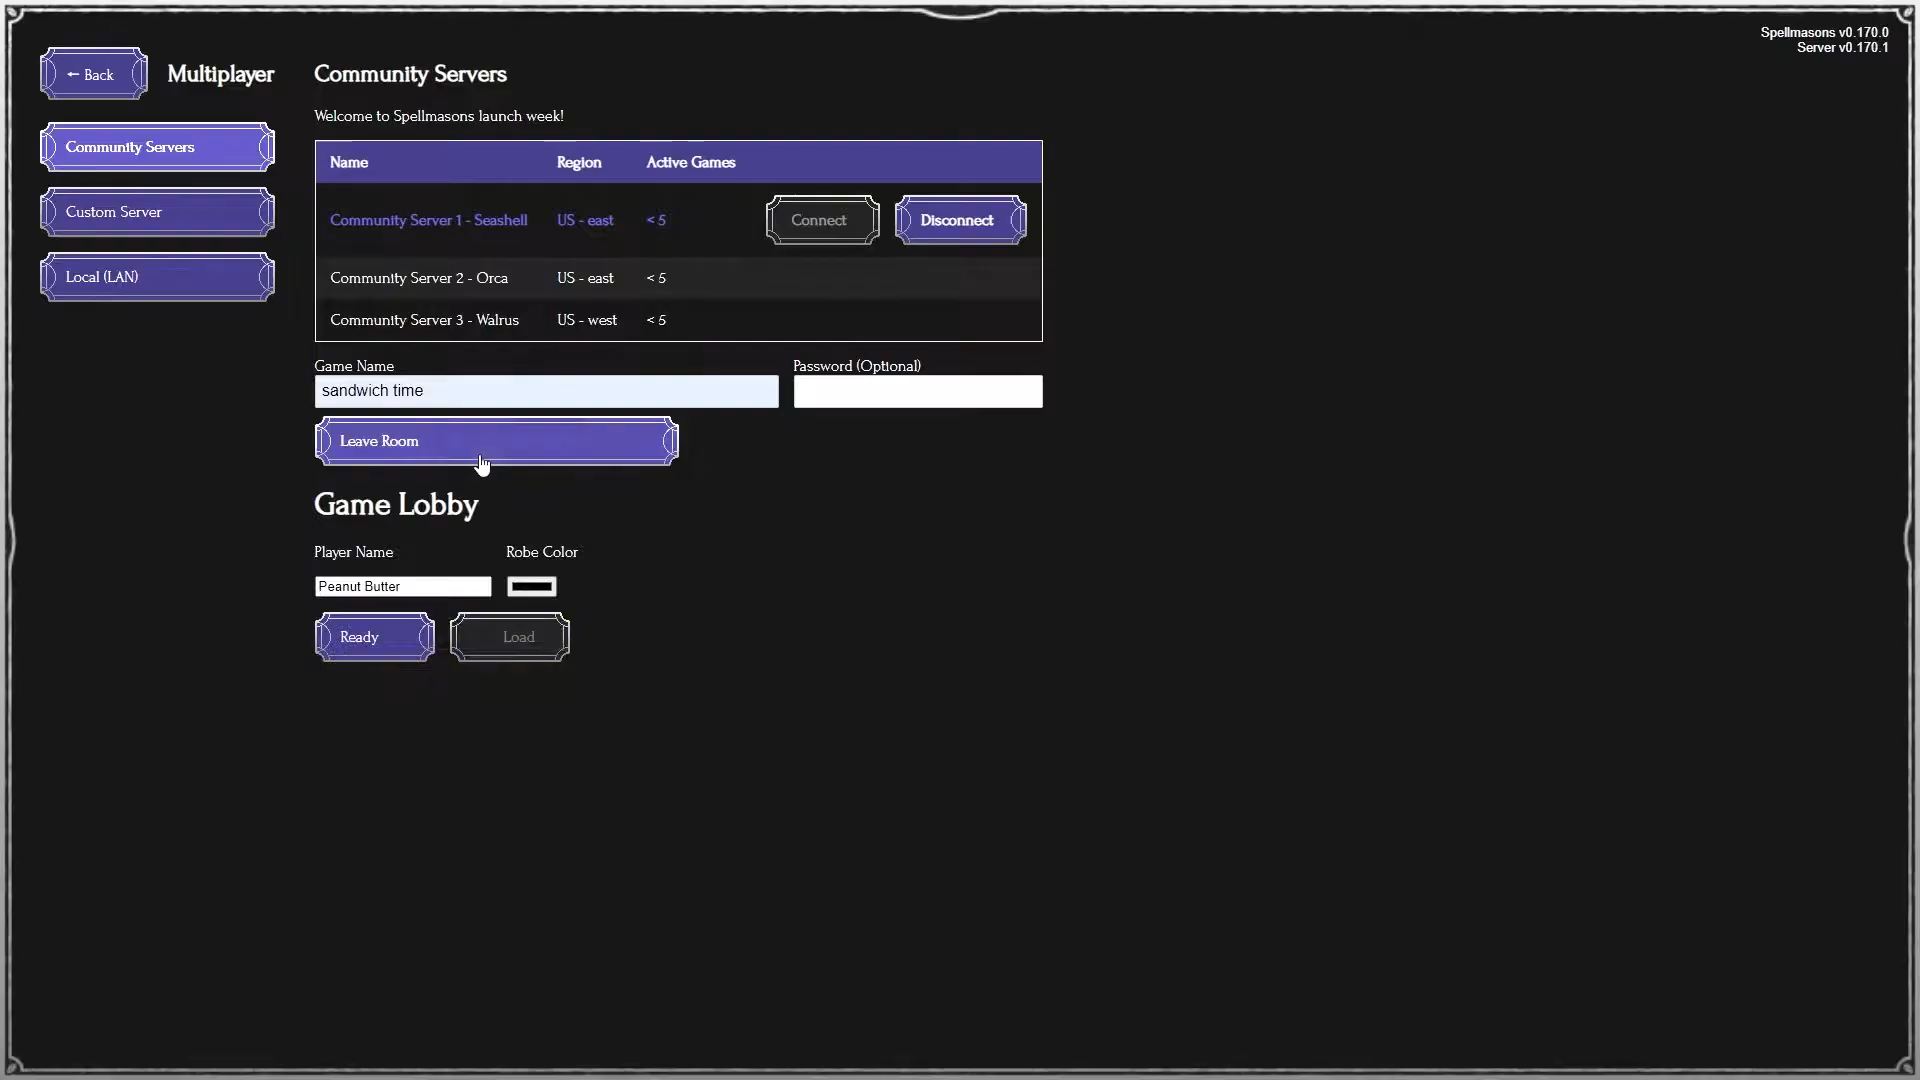 Spellmasons v0.170.0
Server v0.170.1
← Back
Multiplayer
Community Servers
Custom Server
Local (LAN)
Community Servers
Welcome to Spellmasons launch week!
Name Region Active Games
Community Server 1 - Seashell US - east < 5 Connect Disconnect
Community Server 2 - Orca US - east < 5
Community Server 3 - Walrus US - west < 5
Game Name Password (Optional)
sandwich time
Leave Room
Game Lobby
Player Name Robe Color
Peanut Butter
Ready Load